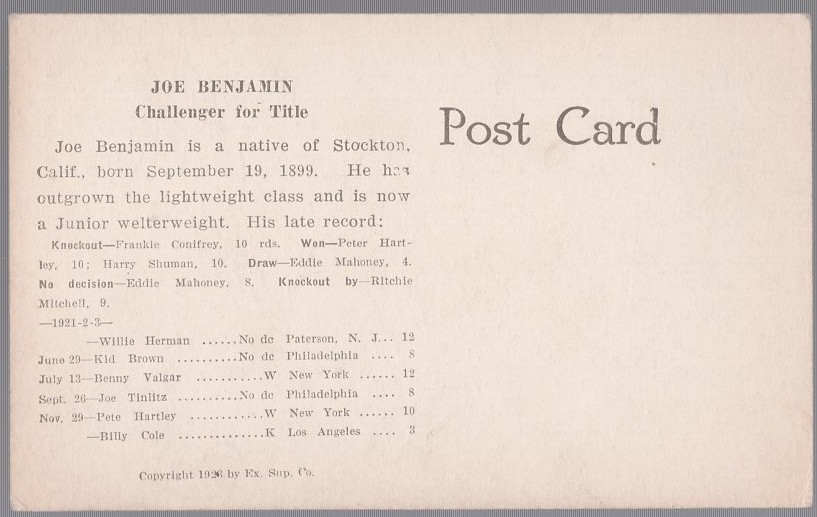 JOE BENJAMIN
Challenger for Title
Joe Benjamin is a native of Stockton,
Calif., born September 19, 1899. He has
outgrown the lightweight class and is now
a Junior welterweight. His late record:
Knockout—Frankie Conifrey, 10 rds. Won—Peter Hart-
ley, 10; Harry Shuman, 10. Draw—Eddie Mahoney, 4.
No decision—Eddie Mahoney, 8. Knockout by—Ritchie
Mitchell, 9.
—1921-2-3—
—Willie Herman ......No dc Paterson, N. J... 12
June 29—Kid Brown ..........No dc Philadelphia .... 8
July 13—Benny Valgar ...........W New York ...... 12
Sept. 26—Joe Tinlitz ..........No dc Philadelphia .... 8
Nov. 29—Pete Hartley ............W New York ...... 10
—Billy Cole ..............K Los Angeles .... 3
Copyright by Ex. Sup. Co.
Post Card